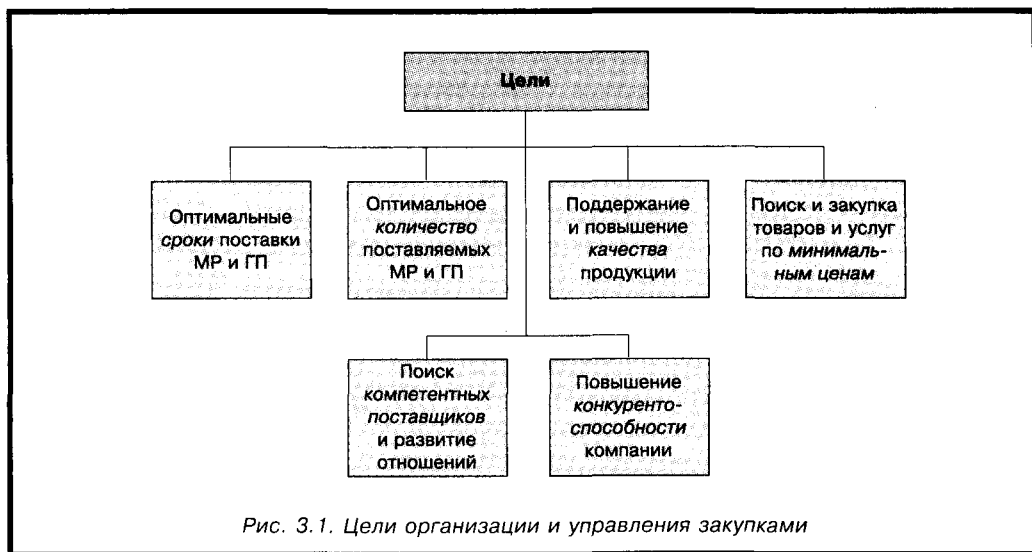 Цели
Оптимальные
сроки поставки
МР и ГП
Оптимальное
количество
поставляемых
МР и ГП
Поддержание
и повышение
качества
продукции
Поиск и закупка
товаров и услуг
по минималь-
ным ценам
Поиск
компетентных
поставщиков
и развитие
отношений
Повышение
конкуренто-
способности
компании
Рис. 3.1. Цели организации и управления закупками